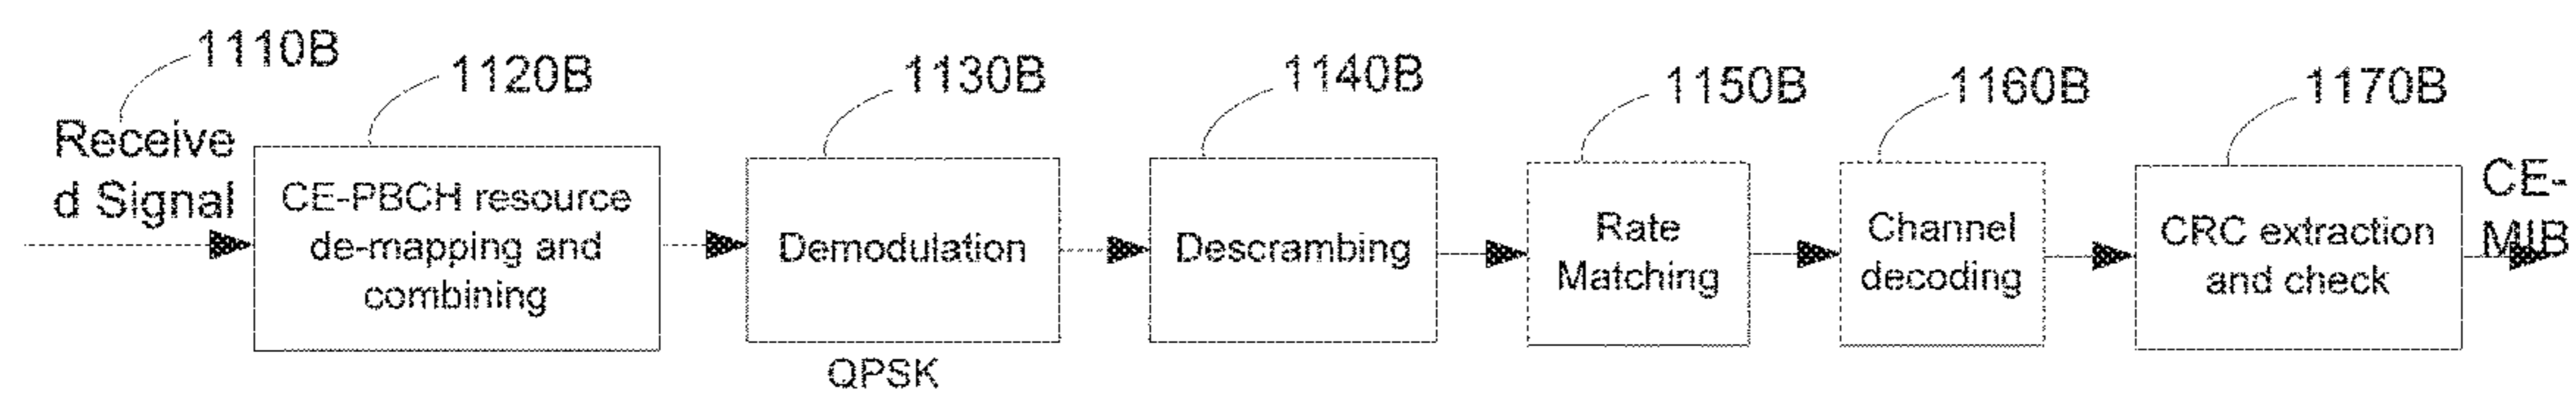 1110B
Receive
d Signal
1120B
CE-PBCH resource
de-mapping and
combining
1130B
Demodulation
QPSK
1140B
Descrambing
1150B
Rate
Matching
1160B
Channel
decoding
1170B
CRC extraction
and check
CE-
MIB